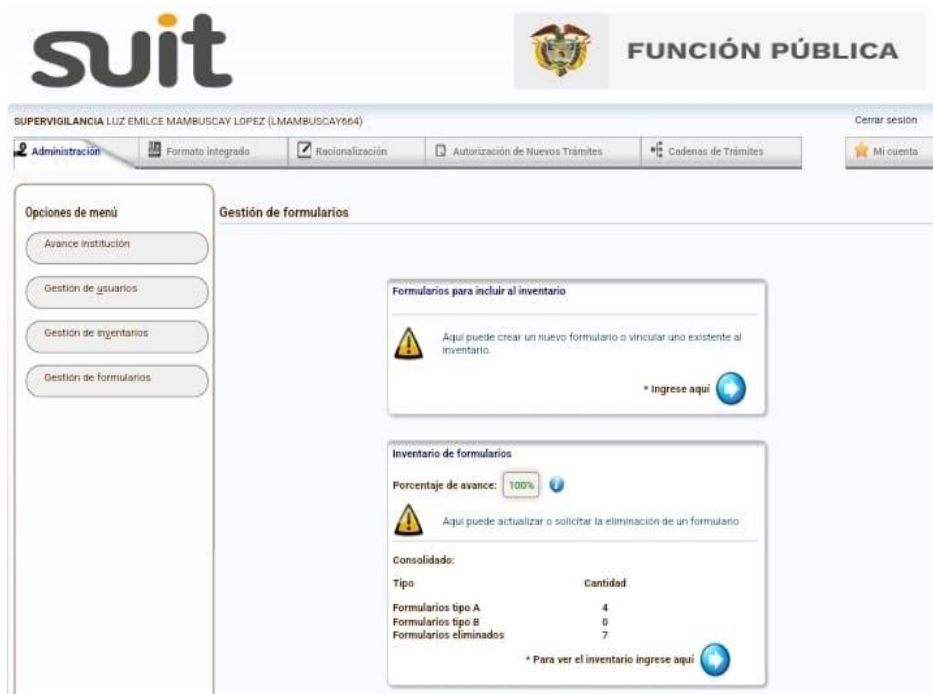 suit
FUNCIÓN PÚBLICA
SUPERVIGILANCIA LUZ EMILCE MAMBUSCAY LOPEZ (LMAMBUSCAY664)
Cerrar sesión
Administración
Formato integrado
Racionalización
Autorización de Nuevos Trámites
Cadenas de Trámites
Mi cuenta
Opciones de menú
Avance institución
Gestión de usuarios
Gestión de inventarios
Gestión de formularios
Gestión de formularios
Formularios para incluir al inventario
Aquí puede crear un nuevo formulario o vincular uno existente al
inventario.
* Ingrese aquí
Inventario de formularios
Porcentaje de avance: 100%
Aquí puede actualizar o solicitar la eliminación de un formulario
Consolidado:
Tipo Cantidad
Formularios tipo A 4
Formularios tipo B 0
Formularios eliminados 7
* Para ver el inventario ingrese aquí